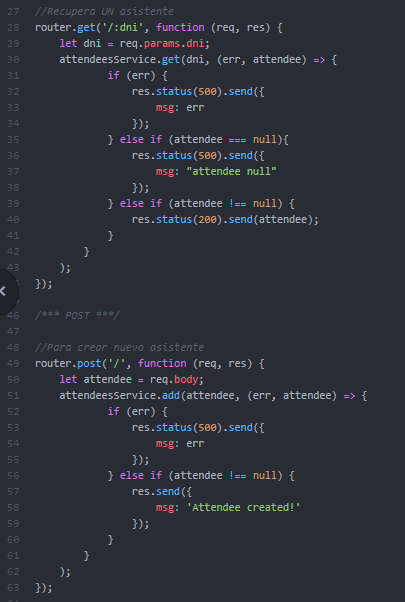 27 //Recupera UN asistente
28 router.get('/:dni', function (req, res) {
29 let dni = req.params.dni;
30 attendeesService.get(dni, (err, attendee) => {
31 if (err) {
32 res.status(500).send({
33 msg: err
34 });
35 } else if (attendee === null){
36 res.status(500).send({
37 msg: "attendee null"
38 });
39 } else if (attendee !== null) {
40 res.status(200).send(attendee);
41 }
42 }
43 );
});
46 /*** POST ***/
47
48 //Para crear nuevo asistente
49 router.post('/', function (req, res) {
50 let attendee = req.body;
51 attendeesService.add(attendee, (err, attendee) => {
52 if (err) {
53 res.status(500).send({
54 msg: err
55 });
56 } else if (attendee !== null) {
57 res.send({
58 msg: 'Attendee created!'
59 });
60 }
61 }
62 );
63 });